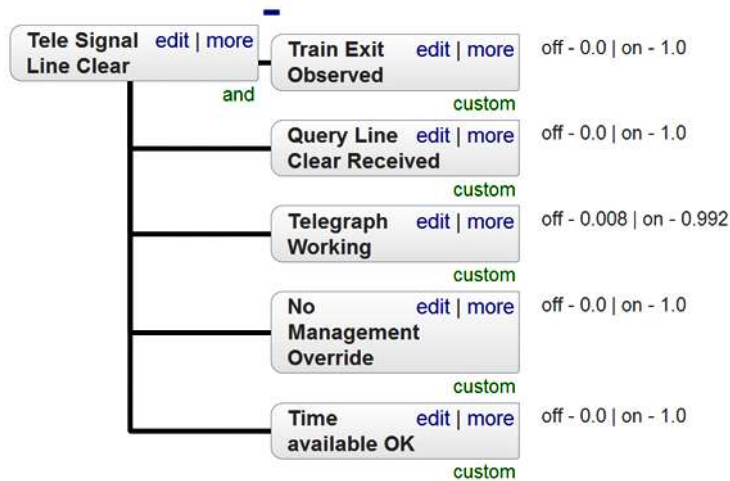 Tele Signal edit | more
Line Clear
and
Train Exit edit | more off - 0.0 | on - 1.0
Observed
custom
Query Line edit | more off - 0.0 | on - 1.0
Clear Received
custom
Telegraph edit | more off - 0.008 | on - 0.992
Working
custom
No edit | more off - 0.0 | on - 1.0
Management
Override
custom
Time edit | more off - 0.0 | on - 1.0
available OK
custom